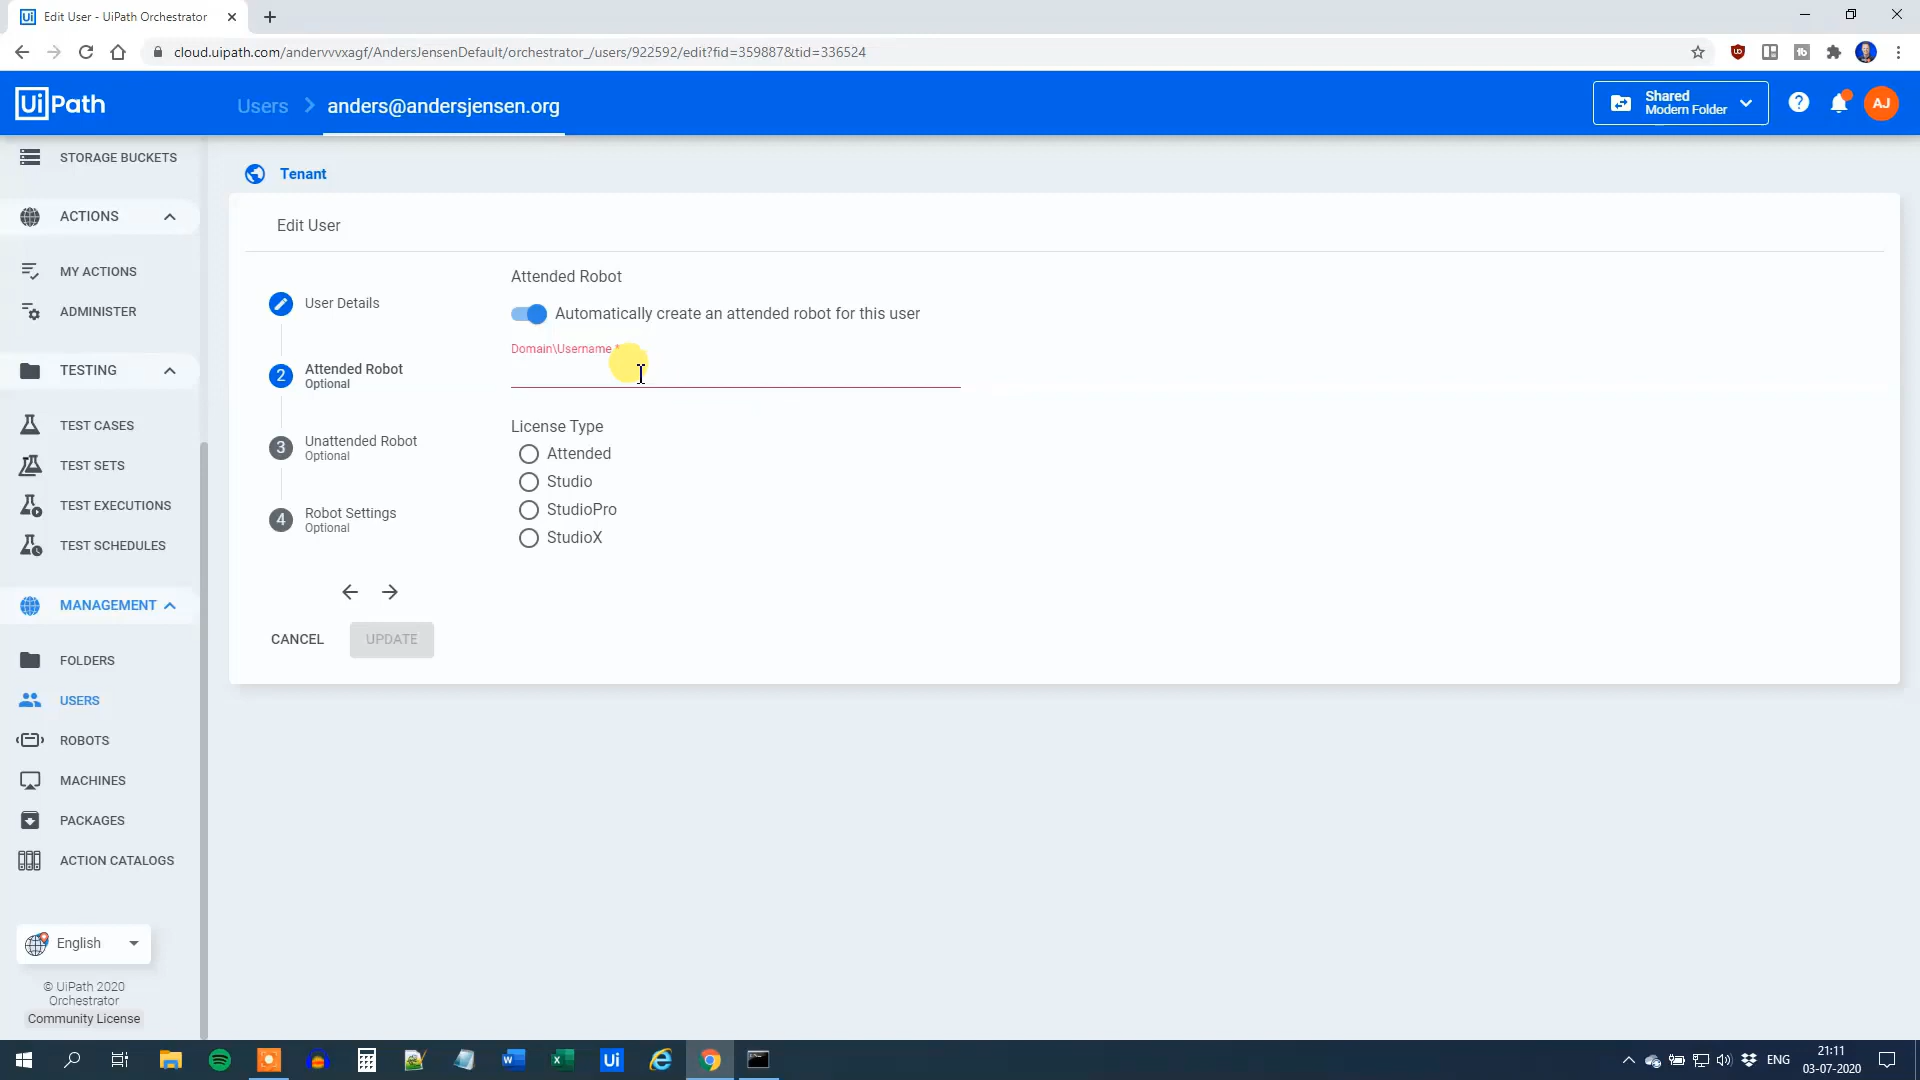 Edit User - UiPath Orchestrator
cloud.uipath.com/andervvvxagf/AndersJensenDefault/orchestrator_/users/922592/edit?fid=359887&tid=336524
UiPath
Users
anders@andersjensen.org
Shared
Modern Folder
AJ
STORAGE BUCKETS
ACTIONS
MY ACTIONS
ADMINISTER
TESTING
TEST CASES
TEST SETS
TEST EXECUTIONS
TEST SCHEDULES
MANAGEMENT
FOLDERS
USERS
ROBOTS
MACHINES
PACKAGES
ACTION CATALOGS
English
© UiPath 2020
Orchestrator
Community License
Tenant
Edit User
User Details
2 Attended Robot
Optional
3 Unattended Robot
Optional
4 Robot Settings
Optional
CANCEL
UPDATE
Attended Robot
Automatically create an attended robot for this user
Domain\Username *
License Type
Attended
Studio
StudioPro
StudioX
ENG
21:11
03-07-2020